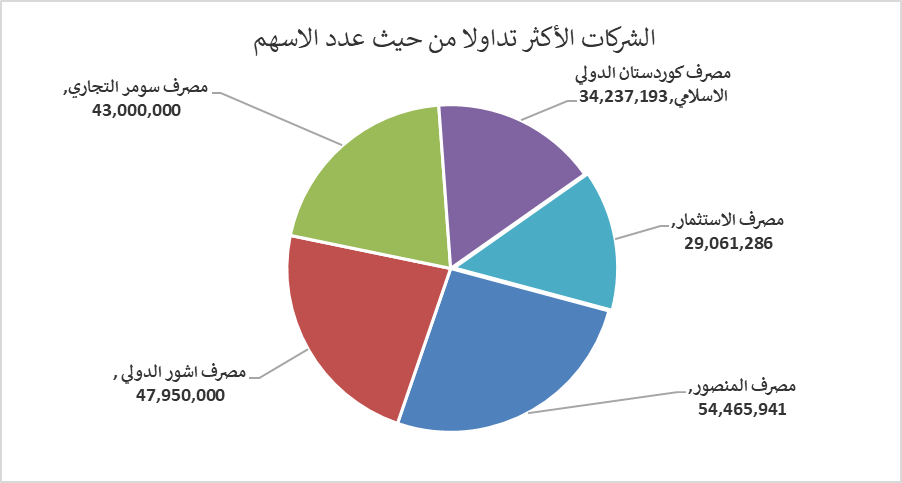 الشركات الأكثر تداولا من حيث عدد الاسهم
مصرف كوردستان الدولي
الاسلامي, 34,237,193
مصرف الاستثمار,
29,061,286
مصرف المنصور,
54,465,941
مصرف اشور الدولي ,
47,950,000
مصرف سومر التجاري,
43,000,000